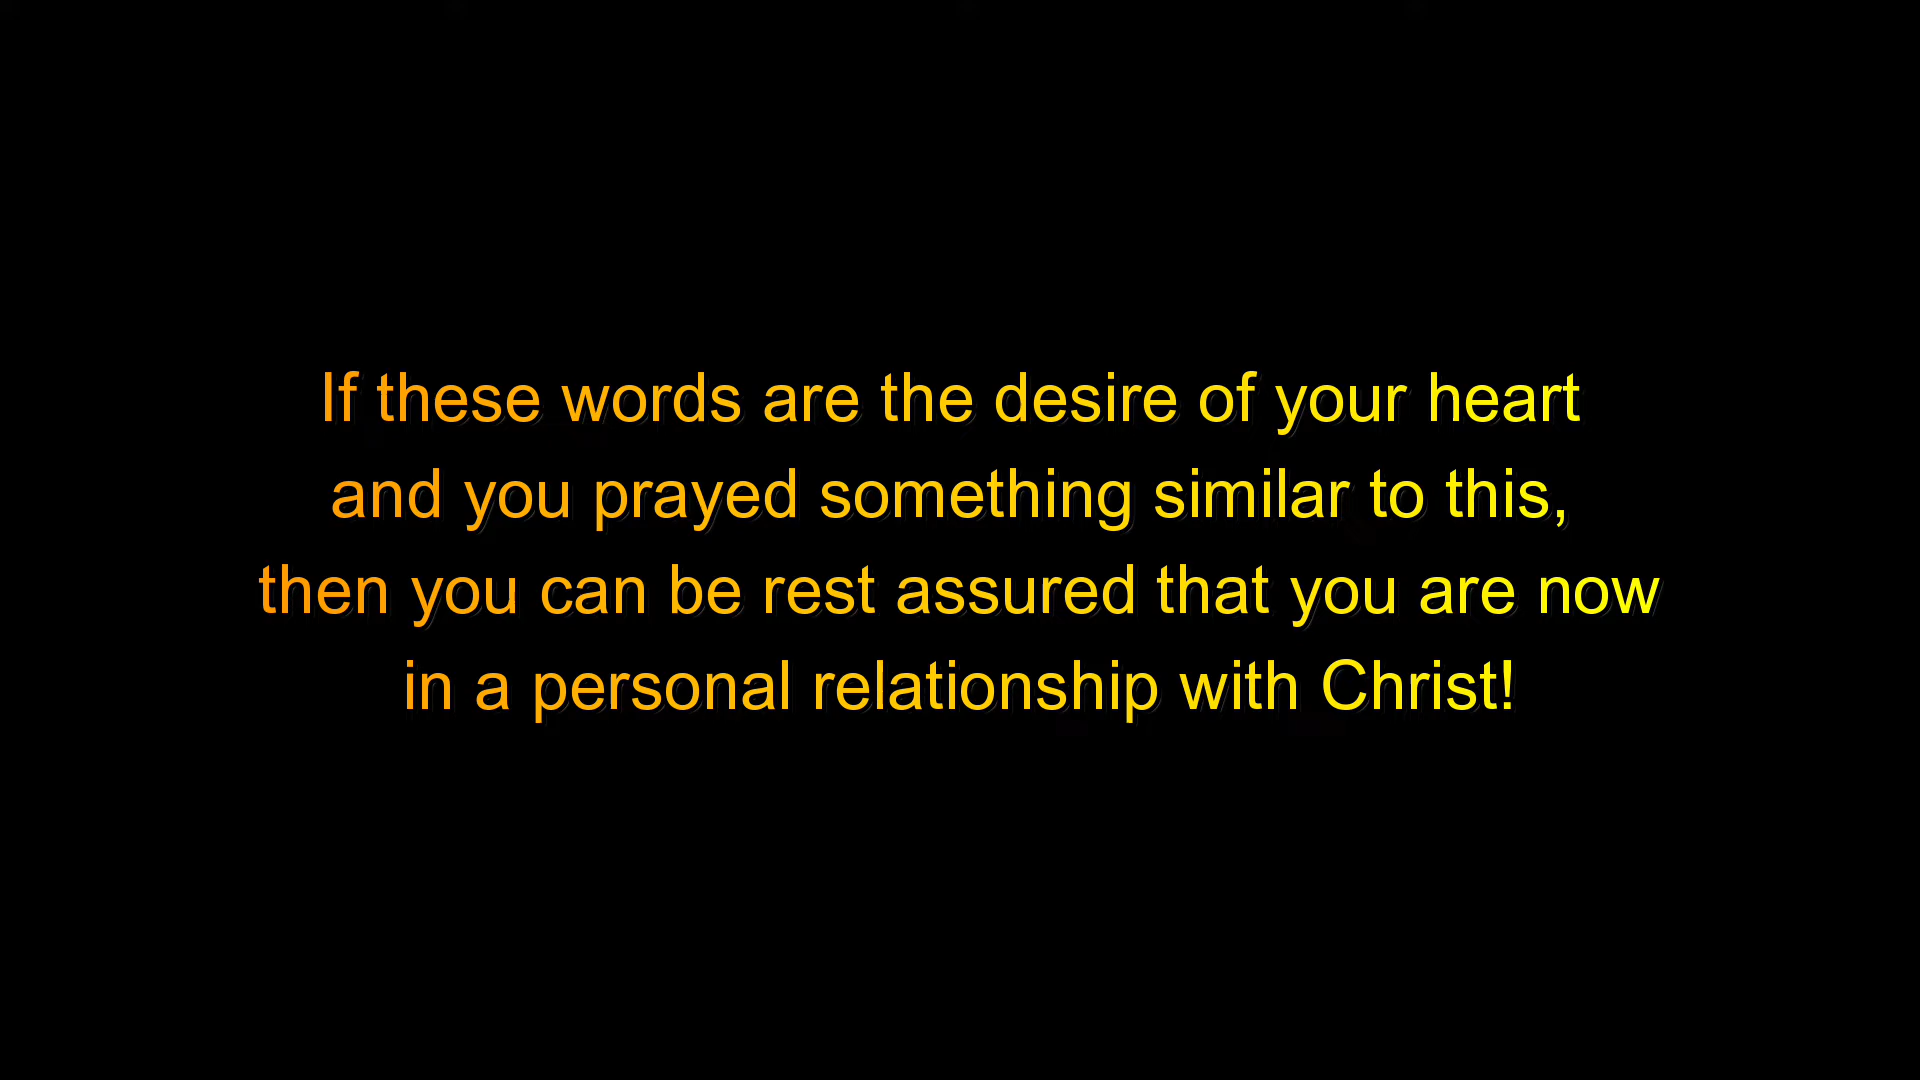 If these words are the desire of your heart
and you prayed something similar to this,
then you can be rest assured that you are now
in a personal relationship with Christ!